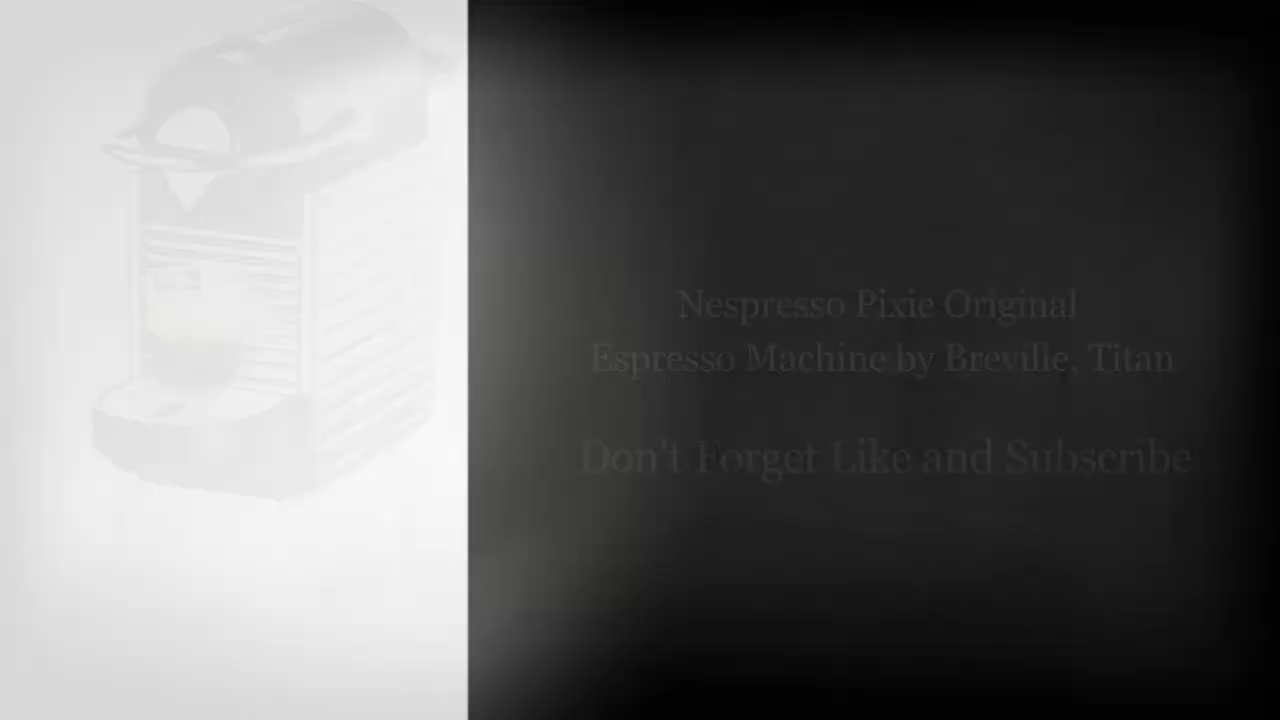 Nespresso Pixie Original
Espresso Machine by Breville, Titan
Don't Forget Like and Subscribe